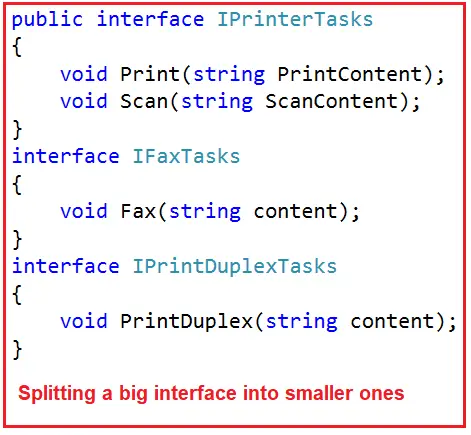 public interface IPrinterTasks
{
void Print(string PrintContent);
void Scan(string ScanContent);
}
interface IFaxTasks
{
void Fax(string content);
}
interface IPrintDuplexTasks
{
void PrintDuplex(string content);
}
Splitting a big interface into smaller ones